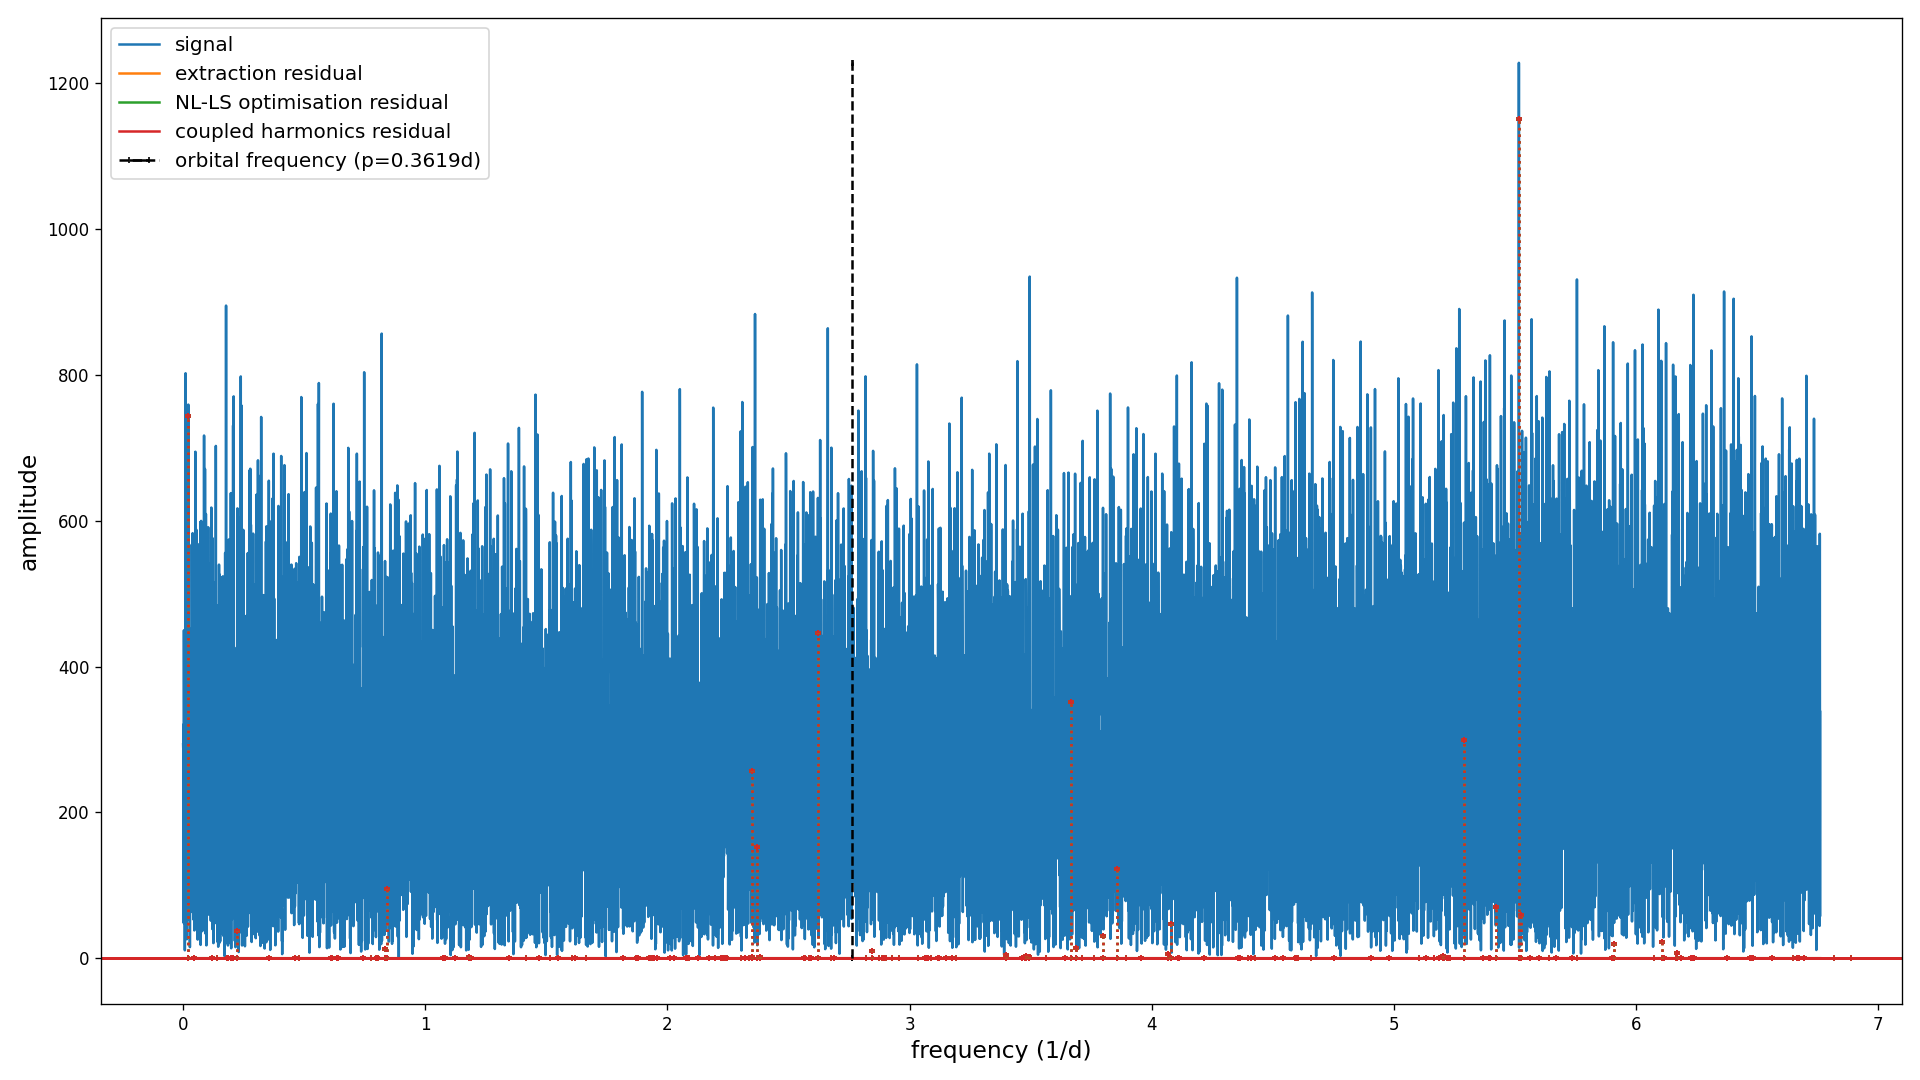 signal
extraction residual
NL-LS optimisation residual
coupled harmonics residual
orbital frequency (p=0.3619d)
1200
1000
800
600
400
200
0
amplitude
0 1 2 3 4 5 6 7
frequency (1/d)